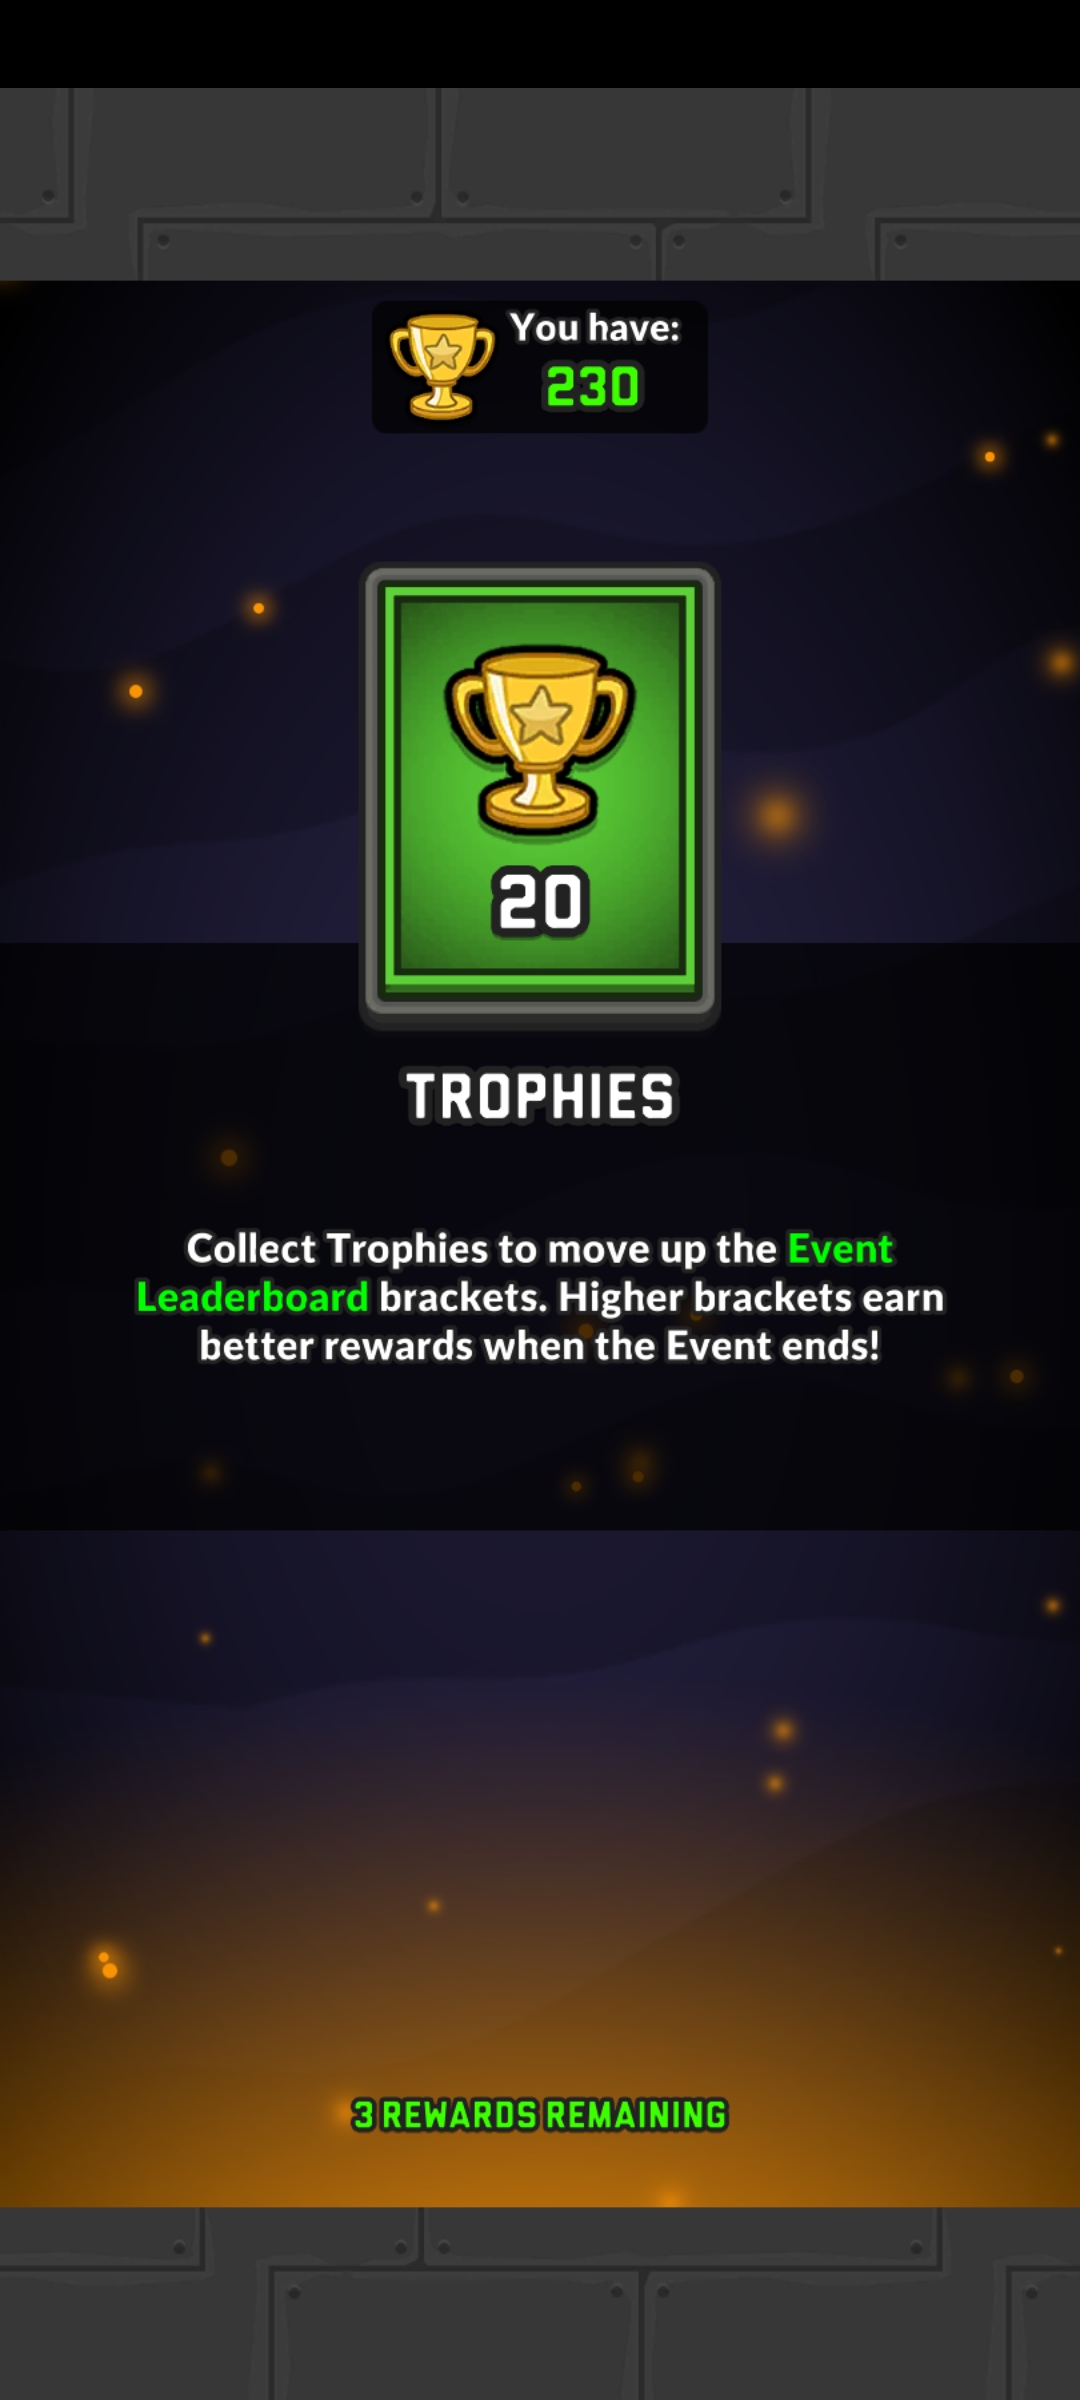 You have:
230
20
TROPHIES
Collect Trophies to move up the Event
Leaderboard brackets. Higher brackets earn
better rewards when the Event ends!
3 REWARDS REMAINING